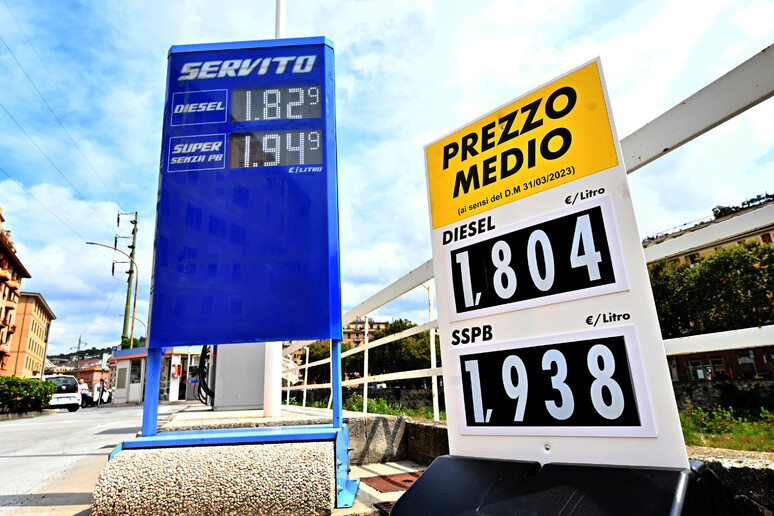 SERVITO
DIESEL 1.829
SUPER SENZA PB 1.949
€/LITRO
PREZZO
MEDIO
(ai sensi del D.M 31/03/2023)
DIESEL €/Litro
1,804
SSPB €/Litro
1,938